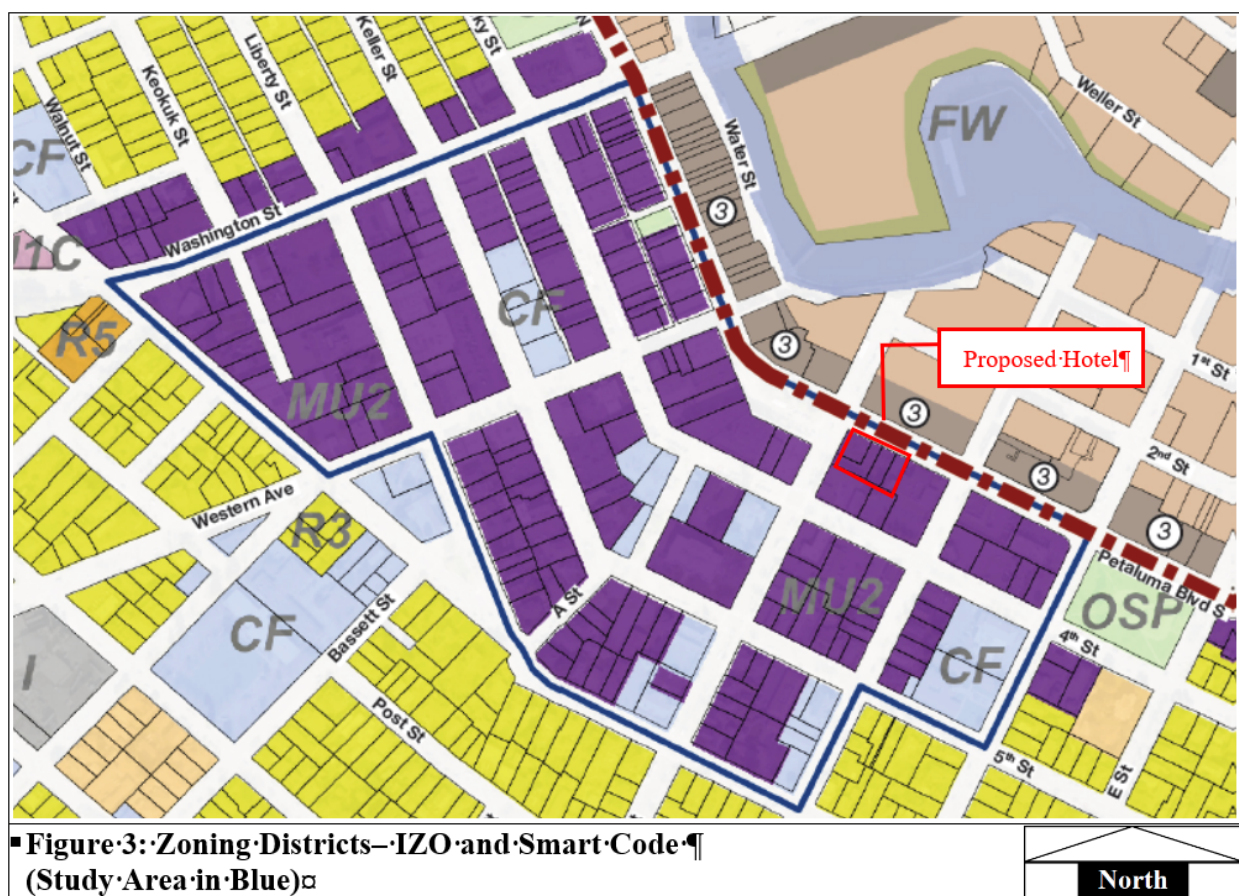 ky St
Keller St
Liberty St
Keokuk St
Walnut St
Weller St
Water St
FW
CF
3
Washington St
R5
CF
MU2
3
Proposed·Hotel¶
1st St
3
2nd St
Western Ave
3
R3
3
A St
MU2
Petaluma Blvd S
OSP
CF
Bassett St
4th St
CF
I
Post St
5th St
E St
▪Figure·3:·Zoning·Districts–·IZO·and·Smart·Code·¶
(Study·Area·in·Blue)¤
North